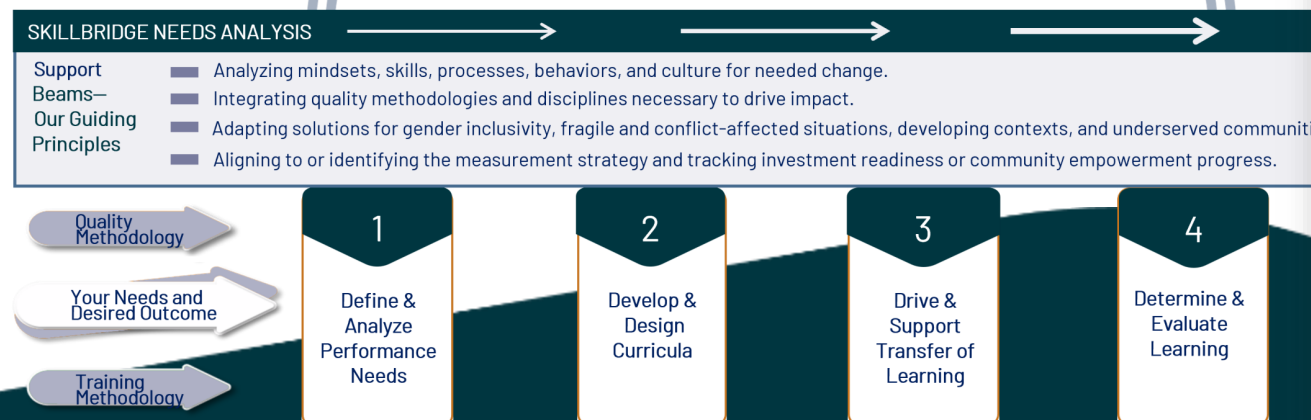 SKILLBRIDGE NEEDS ANALYSIS
Support
Beams—
Our Guiding
Principles
Analyzing mindsets, skills, processes, behaviors, and culture for needed change.
Integrating quality methodologies and disciplines necessary to drive impact.
Adapting solutions for gender inclusivity, fragile and conflict-affected situations, developing contexts, and underserved
Aligning to or identifying the measurement strategy and tracking investment readiness or community empowerment progress.
Quality
Methodology
Your Needs and
Desired Outcome
Training
Methodology
1
Define &
Analyze
Performance
Needs
2
Develop &
Design
Curricula
3
Drive &
Support
Transfer of
Learning
4
Determine &
Evaluate
Learning